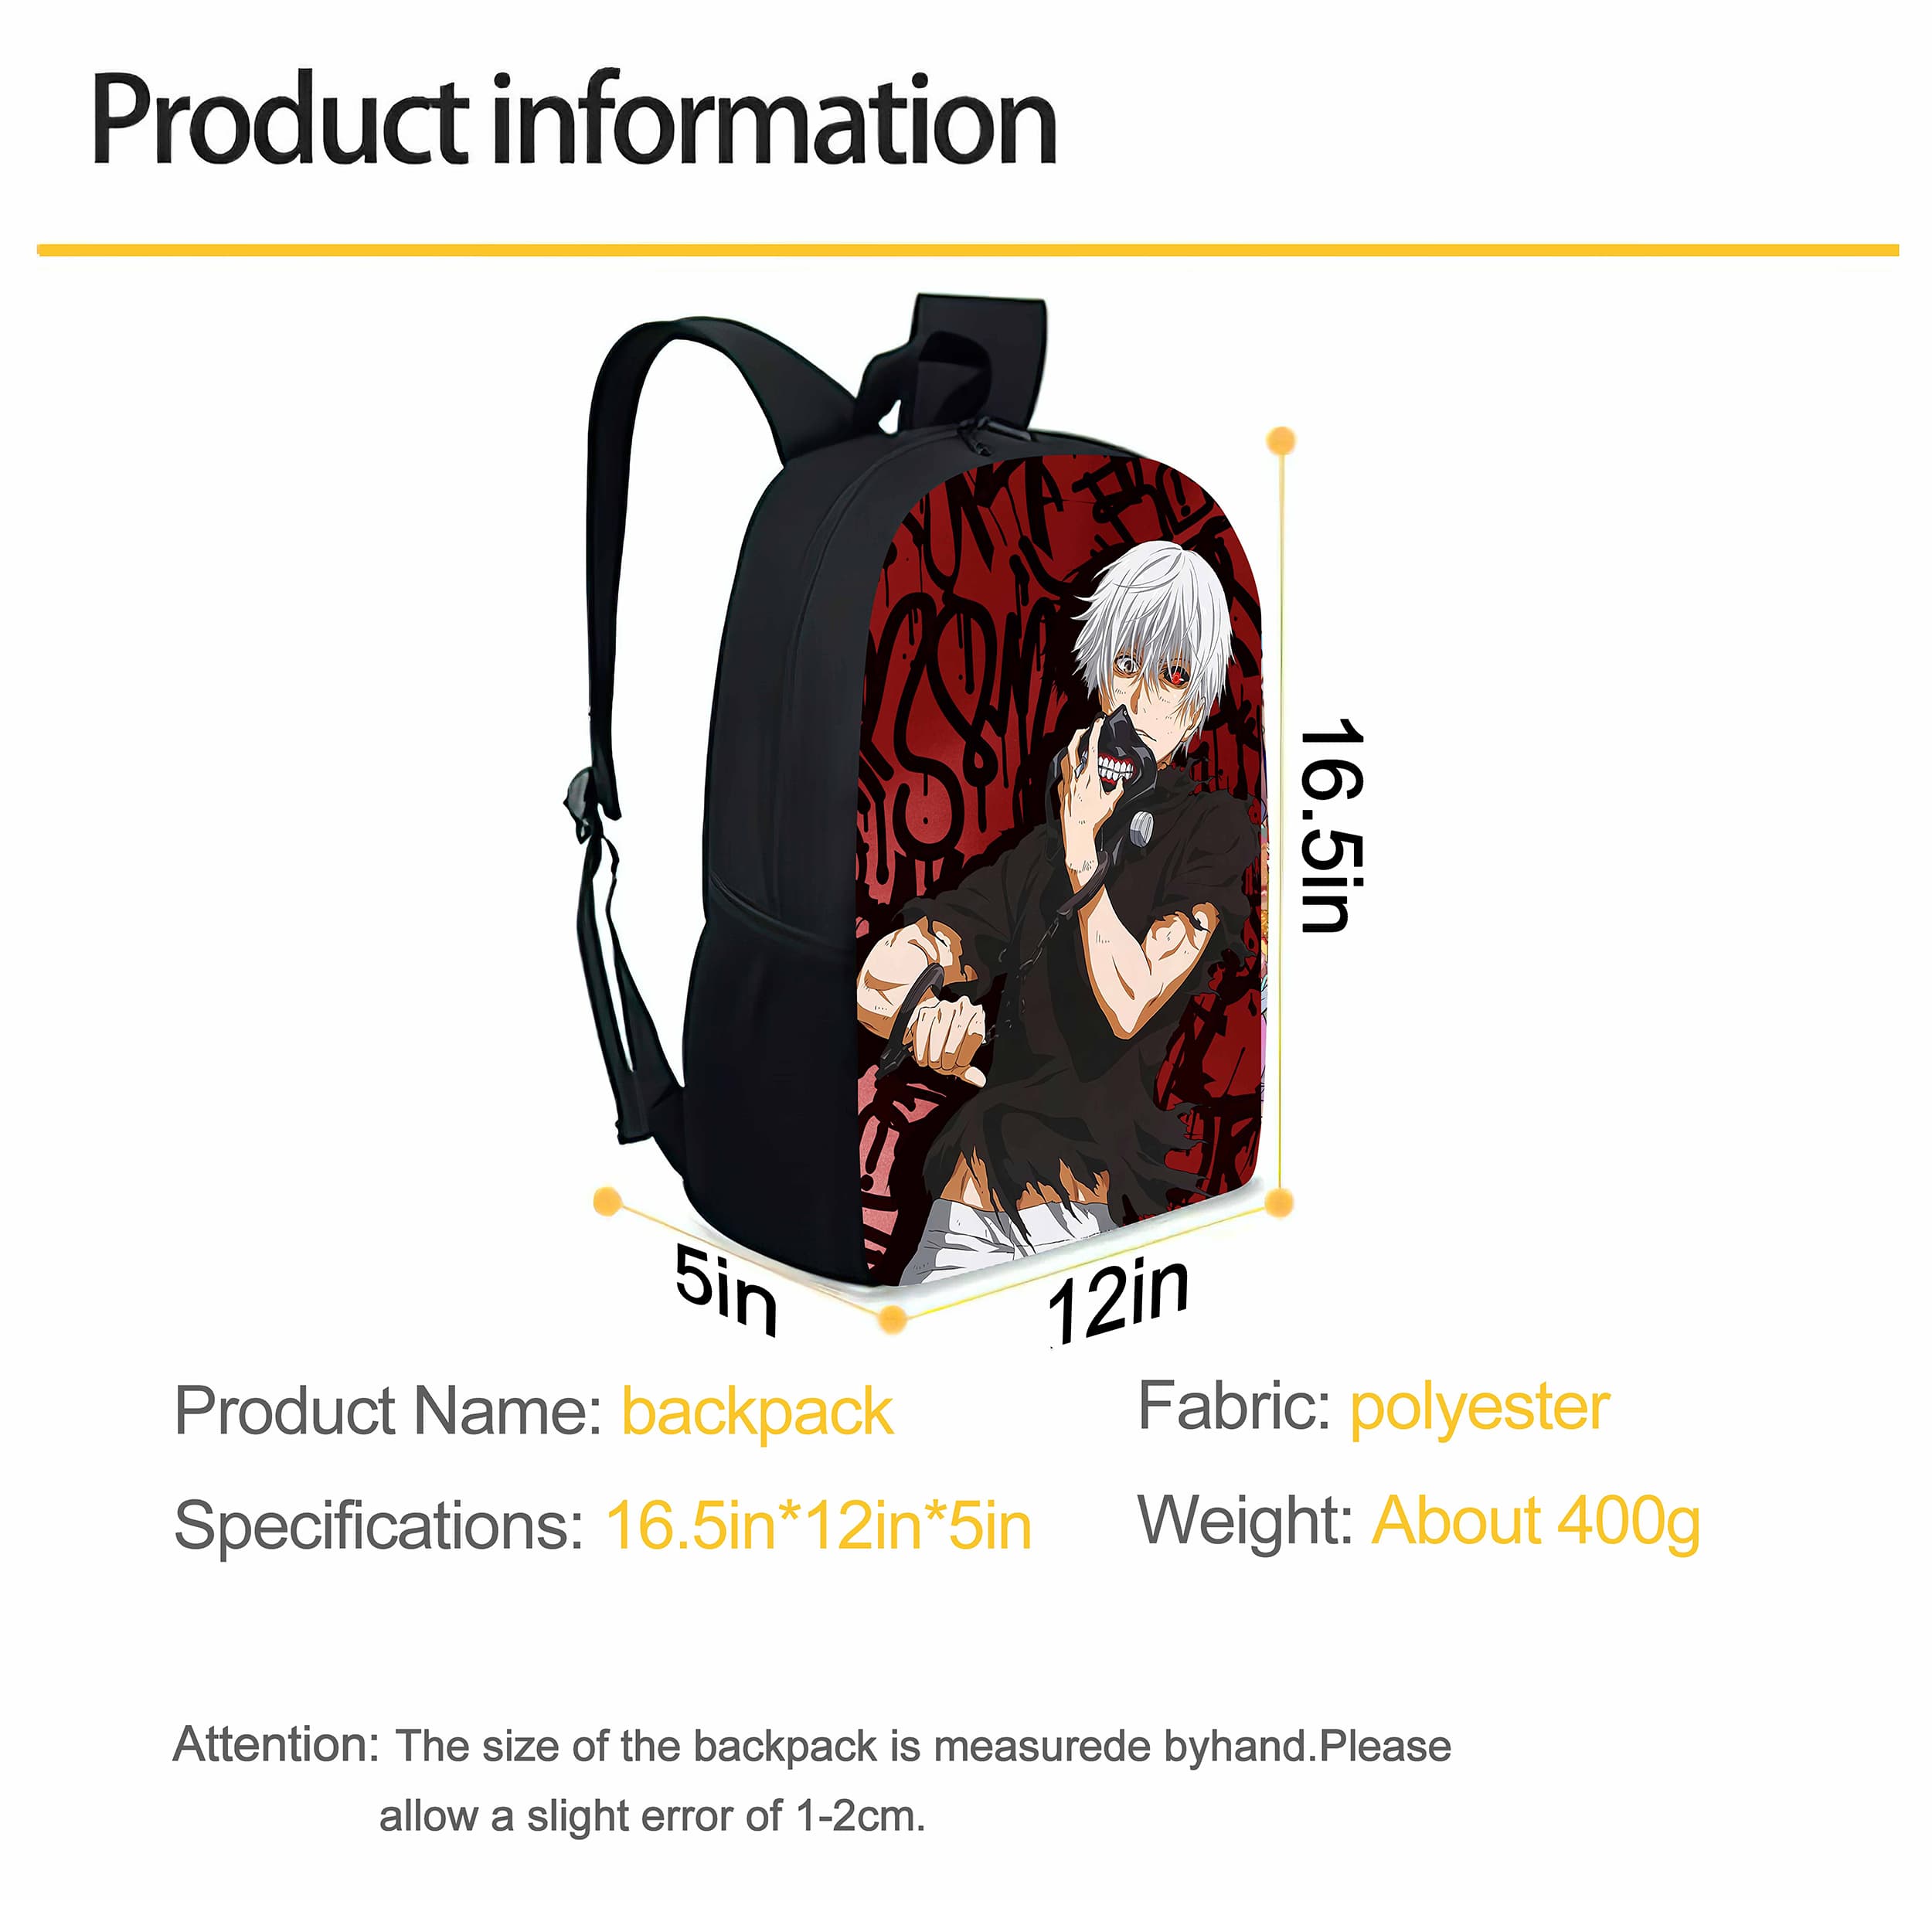 Product information
16.5in
5in
12in
Product Name: backpack
Fabric: polyester
Specifications: 16.5in*12in*5in
Weight: About 400g
Attention: The size of the backpack is measurede byhand.Please
allow a slight error of 1-2cm.